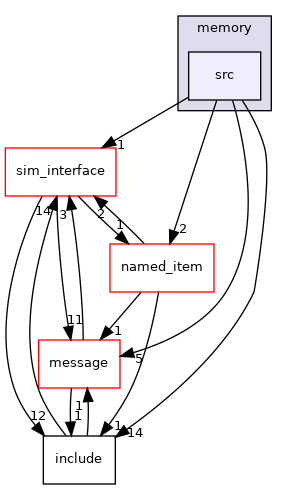 memory
src
1
sim_interface
14
3
2
1
2
named_item
11
1
message
5
1
1
12
1
14
include